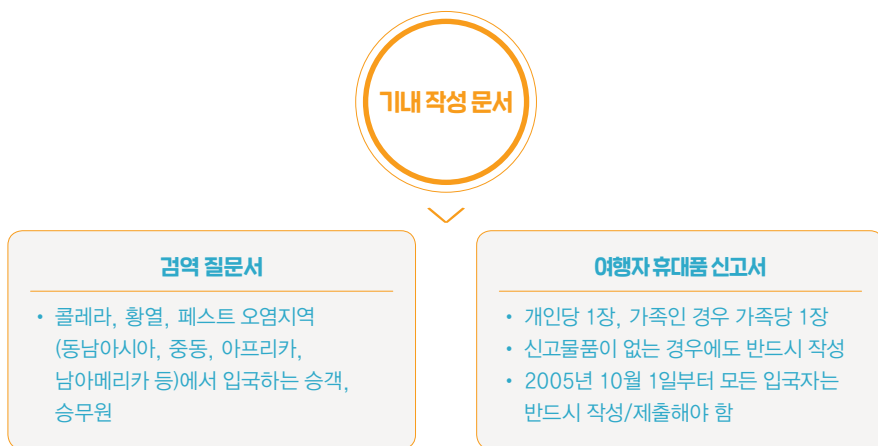 기내 작성 문서
검역 질문서
• 콜레라, 황열, 페스트 오염지역
(동남아시아, 중동, 아프리카,
남아메리카 등)에서 입국하는 승객,
승무원
여행자 휴대품 신고서
• 개인당 1장, 가족인 경우 가족당 1장
• 신고물품이 없는 경우에도 반드시 작성
• 2005년 10월 1일부터 모든 입국자는
반드시 작성/제출해야 함